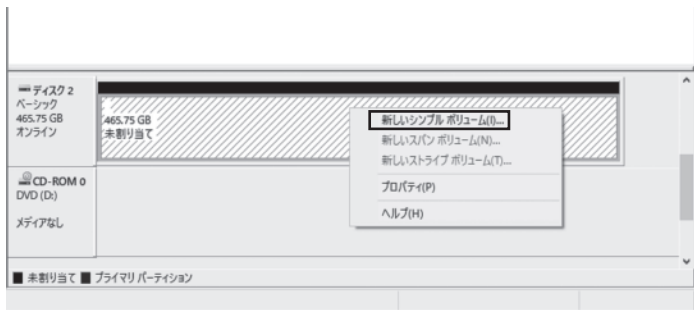 ディスク 2
ベーシック
465.75 GB
オンライン
465.75 GB
未割り当て
新しいシンプル ボリューム(I)...
新しいスパン ボリューム(N)...
新しいストライプ ボリューム(T)...
プロパティ(P)
ヘルプ(H)
CD-ROM 0
DVD (D:)
メディアなし
未割り当て プライマリ パーティション